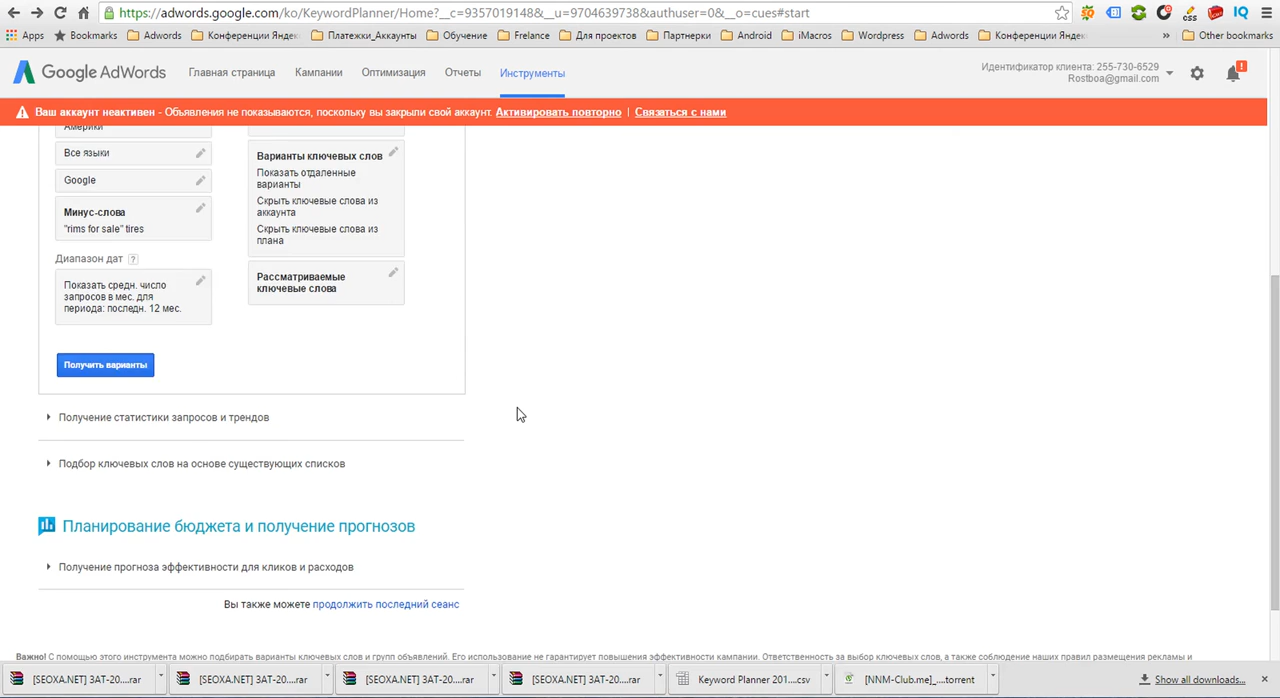 https://adwords.google.com/ko/KeywordPlanner/Home?__c=9357019148&__u=9704639738&authuser=0&__o=cues#start
Apps Bookmarks Adwords Конференции Яндек Платежки_Аккаунты Обучение Frelance Для проектов Партнерки Android iMacros Wordpress Adwords Конференции Яндек » Other bookmarks
Google AdWords Главная страница Кампании Оптимизация Отчеты Инструменты
Идентификатор клиента: 255-730-6529
Rostboa@gmail.com
Ваш аккаунт неактивен - Объявления не показываются, поскольку вы закрыли свой аккаунт. Активировать повторно | Связаться с нами
Америки
Все языки
Google
Минус-слова
"rims for sale" tires
Диапазон дат ?
Показать средн. число
запросов в мес. для
периода: последн. 12 мес.
Варианты ключевых слов
Показать отдаленные
варианты
Скрыть ключевые слова из
аккаунта
Скрыть ключевые слова из
плана
Рассматриваемые
ключевые слова
Получить варианты
Получение статистики запросов и трендов
Подбор ключевых слов на основе существующих списков
Планирование бюджета и получение прогнозов
Получение прогноза эффективности для кликов и расходов
Вы также можете продолжить последний сеанс
Важно! С помощью этого инструмента можно подбирать варианты ключевых слов и групп объявлений. Его использование не гарантирует повышения эффективности кампании. Ответственность за выбор ключевых слов, а также соблюдение наших правил размещения рекламы и
[SEOXA.NET] ЗАТ-20....rar [SEOXA.NET] ЗАТ-20....rar [SEOXA.NET] ЗАТ-20....rar [SEOXA.NET] ЗАТ-20....rar Keyword Planner 201....csv [NNM-Club.me]_....torrent Show all downloads...